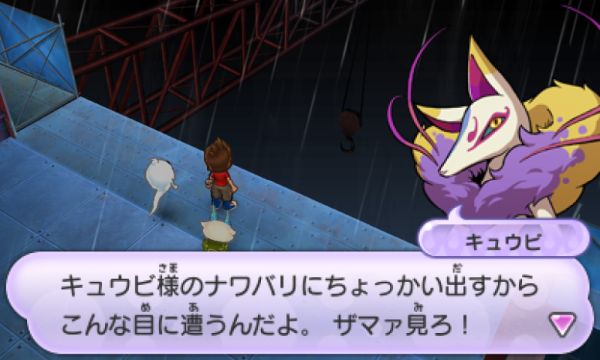 キュウビ
キュウビ様のナワバリにちょっかい出すから
こんな目に遭うんだよ。 ザマァ見ろ！